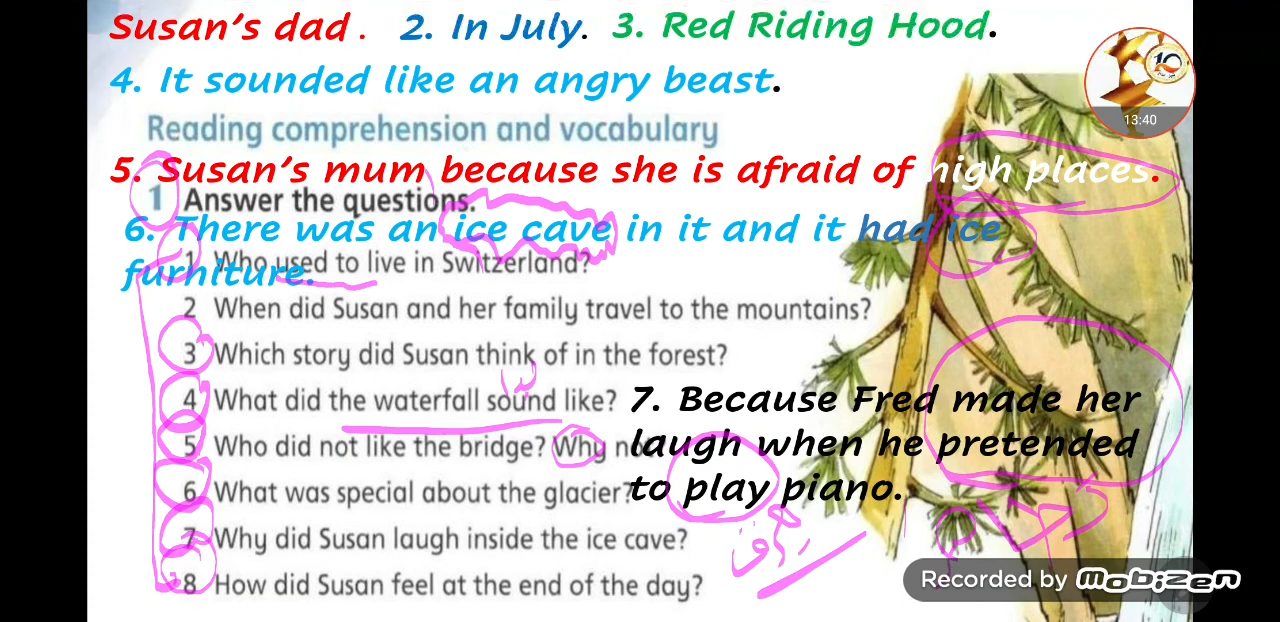 Susan's dad. 2. In July. 3. Red Riding Hood.
4. It sounded like an angry beast.
10
13:40
Reading comprehension and vocabulary
5. Susan's mum because she is afraid of high places.
1 Answer the questions.
6. There was an ice cave in it and it had ice
furniture.
1 Who used to live in Switzerland?
2 When did Susan and her family travel to the mountains?
3 Which story did Susan think of in the forest?
4 What did the waterfall sound like?
7. Because Fred made her
5 Who did not like the bridge? Why
laugh when he pretended
6 What was special about the glacier?
to play piano.
7 Why did Susan laugh inside the ice cave?
8 How did Susan feel at the end of the day?
Recorded by mobizen